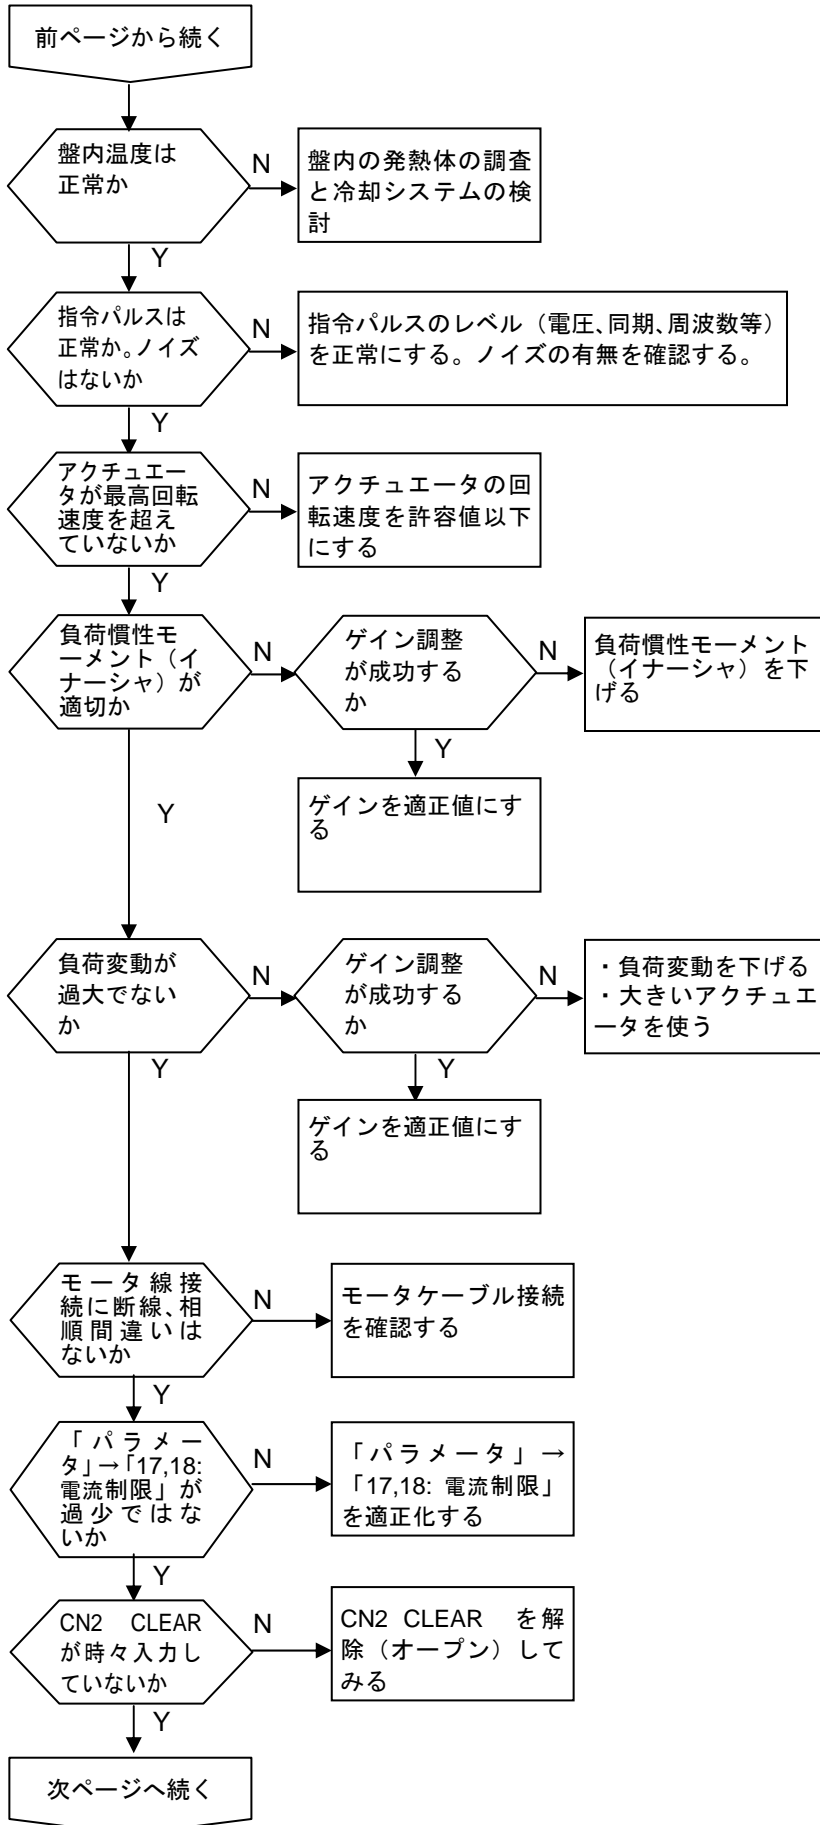 前ページから続く
盤内温度は
正常か
N
盤内の発熱体の調査
と冷却システムの検
討
Y
指令パルスは
正常か。ノイズ
はないか
N
指令パルスのレベル（電圧、同期、周波数等）
を正常にする。ノイズの有無を確認する。
Y
アクチュエー
タが最高回転
速度を超え
ていないか
N
アクチュエータの回
転速度を許容値以下
にする
Y
負荷慣性モ
ーメント（イ
ナーシャ）が
適切か
N
ゲイン調整
が成功する
か
N
負荷慣性モーメント
（イナーシャ）を下
げる
Y
Y
ゲインを適正値にす
る
負荷変動が
過大でない
か
N
ゲイン調整
が成功する
か
N
・負荷変動を下げる
・大きいアクチュエ
ータを使う
Y
Y
ゲインを適正値にす
る
モータ線接
続に断線、相
順間違いは
ないか
N
モータケーブル接続
を確認する
Y
「パラメー
タ」→「17,18:
電流制限」が
過少ではな
いか
N
「パラメータ」→
「17,18: 電流制限」
を適正化する
Y
CN2 CLEAR
が時々入力し
ていないか
N
CN2 CLEAR を解
除（オープン）して
みる
Y
次ページへ続く